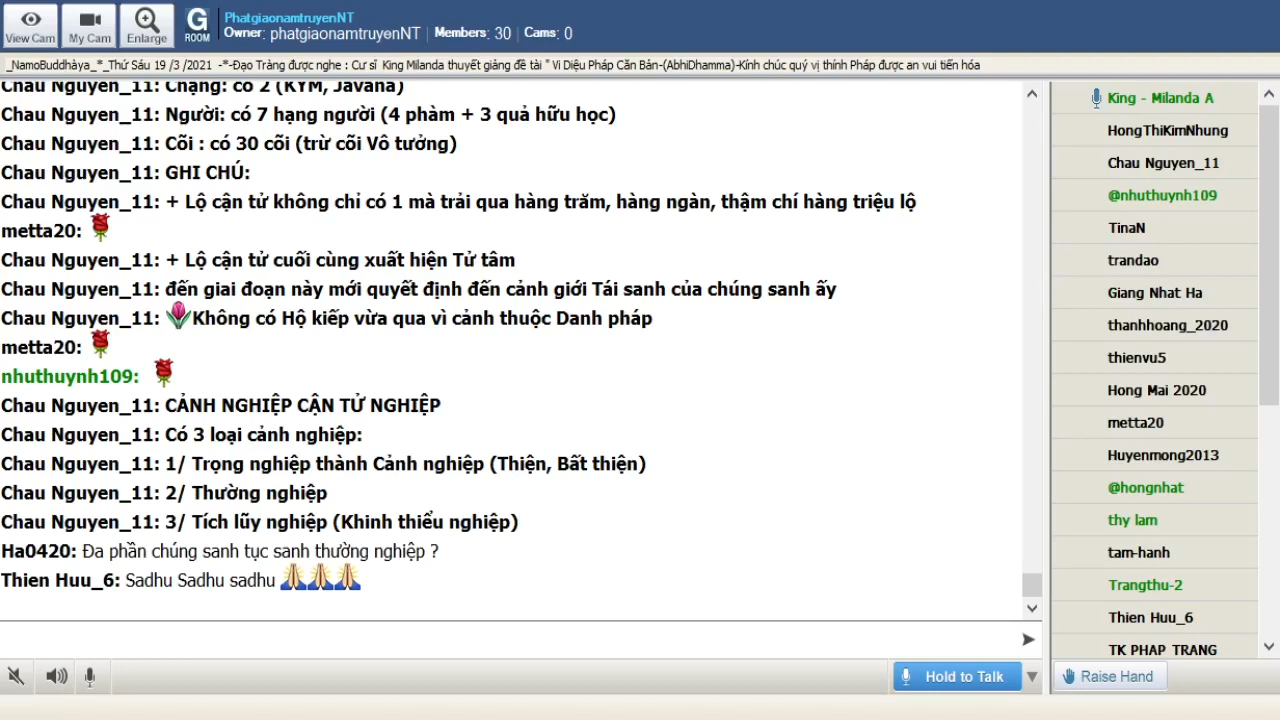 View Cam
My Cam
Enlarge
G
ROOM
PhatgiaonamtruyenNT
Owner: phatgiaonamtruyenNT | Members: 30 | Cams: 0
_NamoBuddhàya_*_Thứ Sáu 19 /3 /2021 -*-Đạo Tràng được nghe : Cư sĩ King Milanda thuyết giảng đề tài " Vi Diệu Pháp Căn Bản-(AbhiDhamma)-Kính chúc quý vị thính Pháp được an vui tiến hóa
Chau Nguyen_11: Chặng: có 2 (KYM, Javana)
Chau Nguyen_11: Người: có 7 hạng người (4 phàm + 3 quả hữu học)
Chau Nguyen_11: Cõi : có 30 cõi (trừ cõi Vô tưởng)
Chau Nguyen_11: GHI CHÚ:
Chau Nguyen_11: + Lộ cận tử không chỉ có 1 mà trải qua hàng trăm, hàng ngàn, thậm chí hàng triệu lộ
metta20:
Chau Nguyen_11: + Lộ cận tử cuối cùng xuất hiện Tử tâm
Chau Nguyen_11: đến giai đoạn này mới quyết định đến cảnh giới Tái sanh của chúng sanh ấy
Chau Nguyen_11: Không có Hộ kiếp vừa qua vì cảnh thuộc Danh pháp
metta20:
nhuthuynh109:
Chau Nguyen_11: CẢNH NGHIỆP CẬN TỬ NGHIỆP
Chau Nguyen_11: Có 3 loại cảnh nghiệp:
Chau Nguyen_11: 1/ Trọng nghiệp thành Cảnh nghiệp (Thiện, Bất thiện)
Chau Nguyen_11: 2/ Thường nghiệp
Chau Nguyen_11: 3/ Tích lũy nghiệp (Khinh thiểu nghiệp)
Ha0420: Đa phần chúng sanh tục sanh thường nghiệp ?
Thien Huu_6: Sadhu Sadhu sadhu
King - Milanda A
HongThiKimNhung
Chau Nguyen_11
@nhuthuynh109
TinaN
trandao
Giang Nhat Ha
thanhhoang_2020
thienvu5
Hong Mai 2020
metta20
Huyenmong2013
@hongnhat
thy lam
tam-hanh
Trangthu-2
Thien Huu_6
TK PHAP TRANG
Hold to Talk
Raise Hand